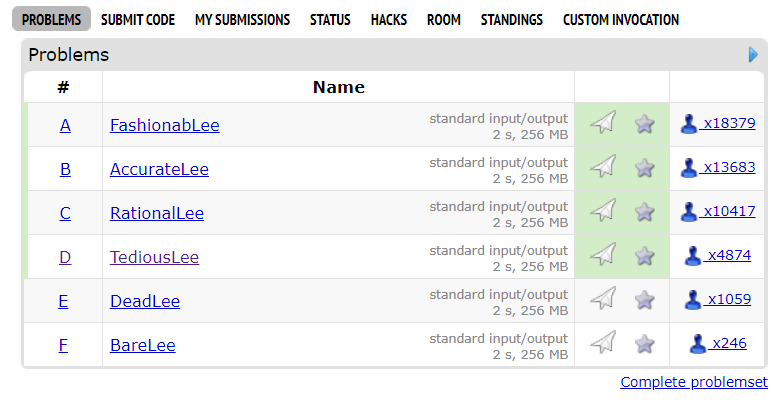 PROBLEMS SUBMIT CODE MY SUBMISSIONS STATUS HACKS ROOM STANDINGS CUSTOM INVOCATION
Problems
# Name
A FashionabLee standard input/output x18379
2 s, 256 MB
B AccurateLee standard input/output x13683
2 s, 256 MB
C RationalLee standard input/output x10417
2 s, 256 MB
D TediousLee standard input/output x4874
2 s, 256 MB
E DeadLee standard input/output x1059
2 s, 256 MB
F BareLee standard input/output x246
2 s, 256 MB
Complete problemset